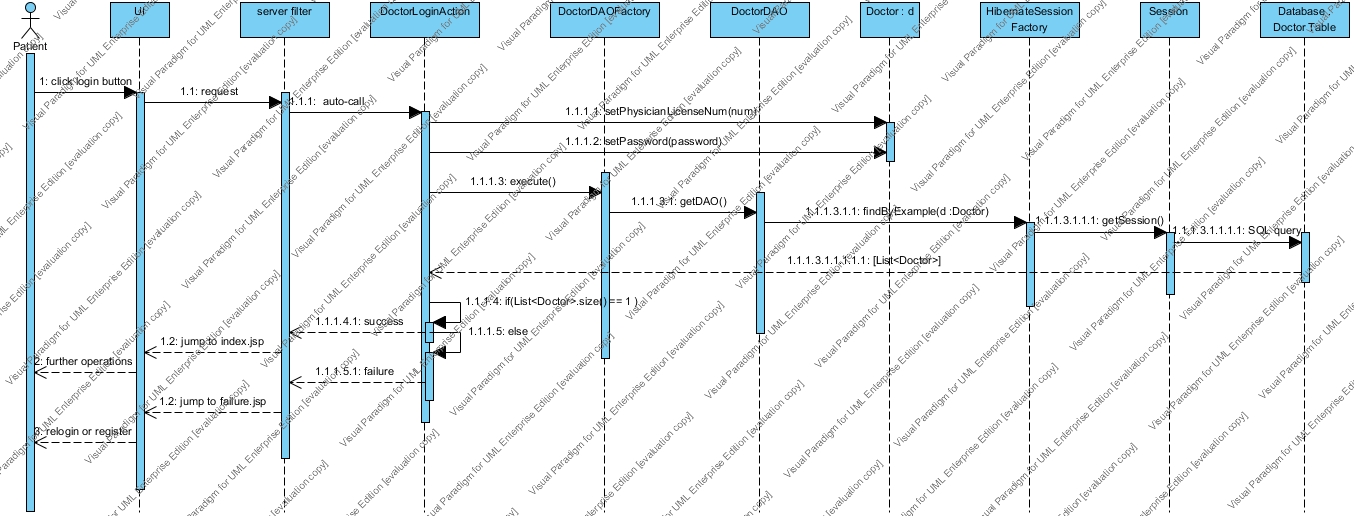 UI
server filter
DoctorLoginAction
DoctorDAOFactory
DoctorDAO
Doctor : d
HibernateSession
Factory
Session
Database
Doctor Table
Patient
1: click login button
1.1: request
1.1.1: auto-call
1.1.1.1: setPhysicianLicenseNum(num)
1.1.1.2: setPassword(password)
1.1.1.3: execute()
1.1.1.3.1: getDAO()
1.1.1.3.1.1: findByExample(d :Doctor)
1.1.1.3.1.1.1: getSession()
1.1.1.3.1.1.1.1: SQL query
1.1.1.3.1.1.1.1.1: [List<Doctor>]
1.1.1.4: if(List<Doctor>.size() == 1 )
1.1.1.4.1: success
1.1.1.5: else
1.2: jump to index.jsp
2: further operations
1.1.1.5.1: failure
1.2: jump to failure.jsp
3: relogin or register
Visual Paradigm for UML Enterprise Edition [evaluation copy]